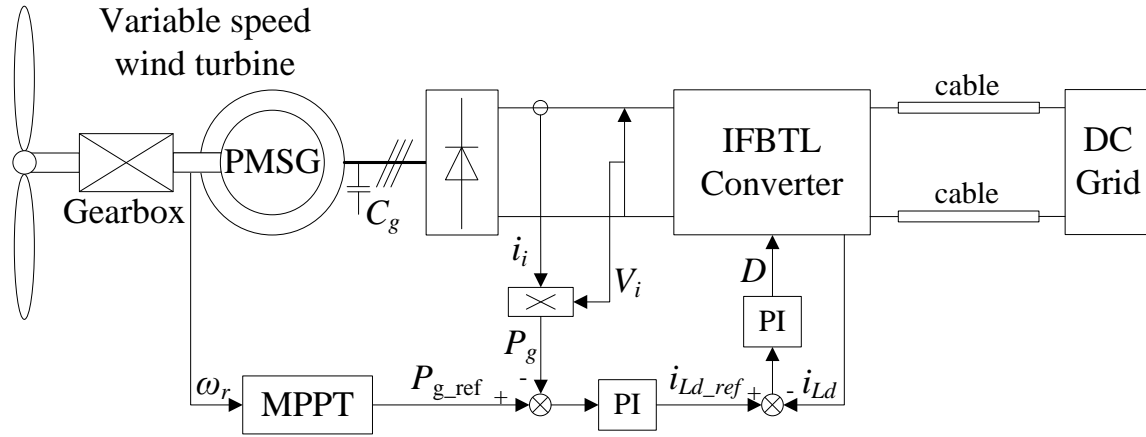 Variable speed
wind turbine
cable
PMSG
IFBTL
Converter
DC
Grid
Gearbox
C_g
cable
i_i
V_i
D
PI
P_g
ω_r
MPPT
P_g_ref
+
-
PI
i_Ld_ref
+
-
i_Ld